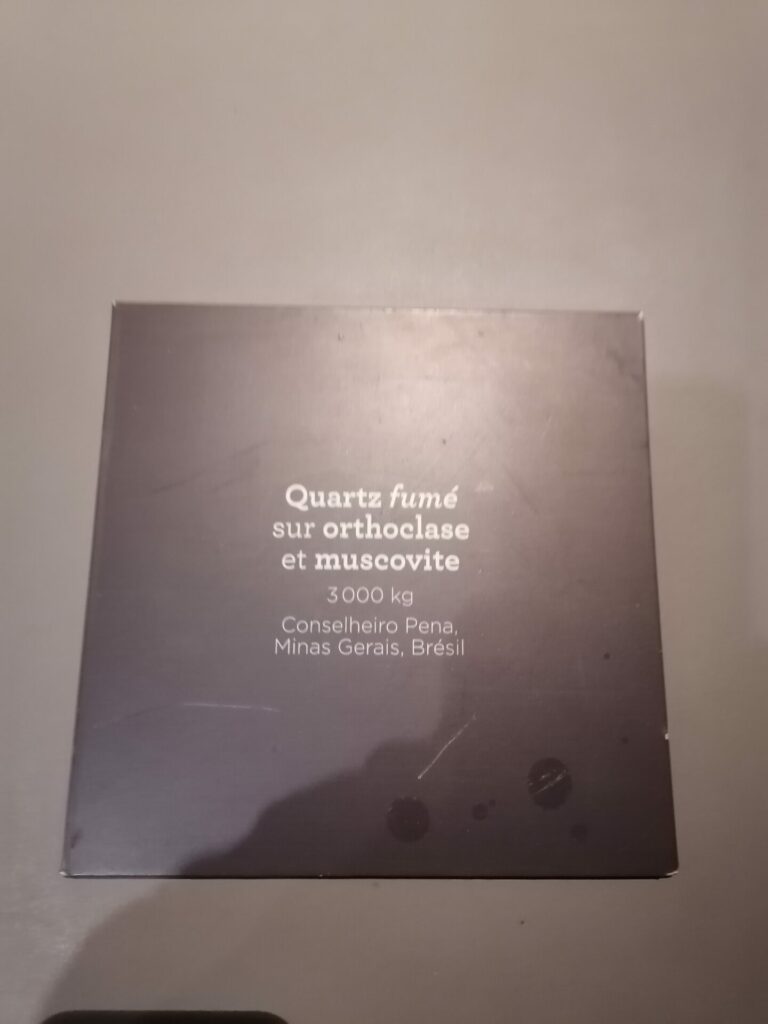 Quartz fumé
sur orthoclase
et muscovite
3 000 kg
Conselheiro Pena,
Minas Gerais, Brésil